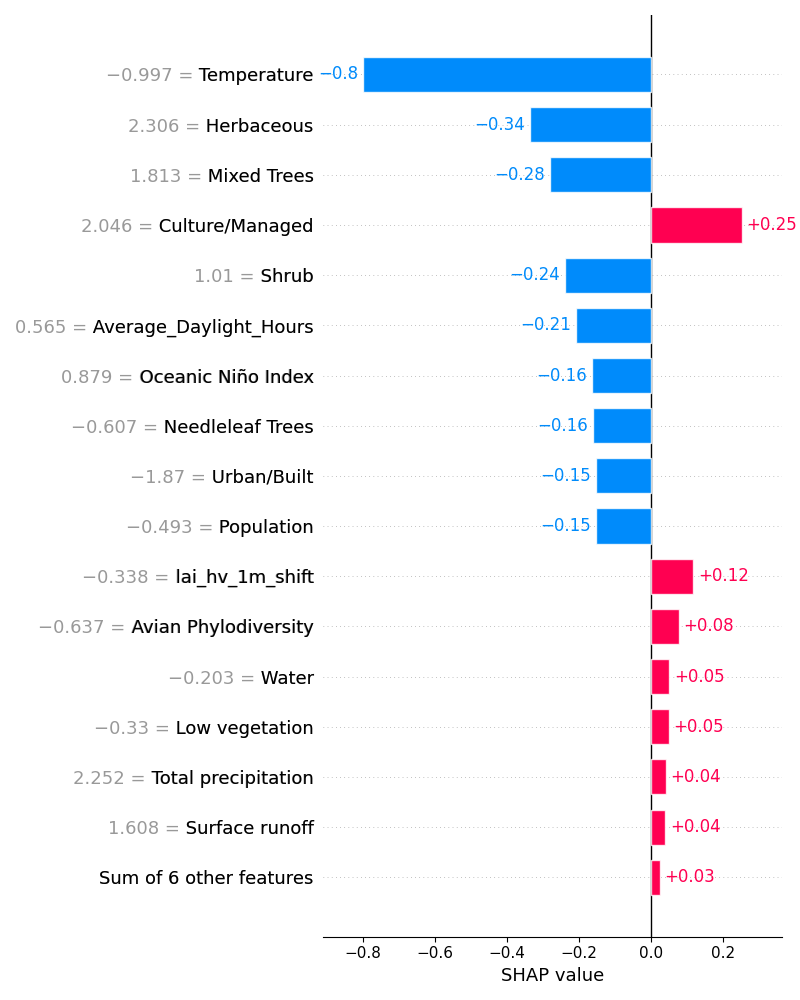 −0.997 = Temperature −0.8
2.306 = Herbaceous −0.34
1.813 = Mixed Trees −0.28
2.046 = Culture/Managed +0.25
1.01 = Shrub −0.24
0.565 = Average_Daylight_Hours −0.21
0.879 = Oceanic Niño Index −0.16
−0.607 = Needleleaf Trees −0.16
−1.87 = Urban/Built −0.15
−0.493 = Population −0.15
−0.338 = lai_hv_1m_shift +0.12
−0.637 = Avian Phylodiversity +0.08
−0.203 = Water +0.05
−0.33 = Low vegetation +0.05
2.252 = Total precipitation +0.04
1.608 = Surface runoff +0.04
Sum of 6 other features +0.03
−0.8 −0.6 −0.4 −0.2 0.0 0.2
SHAP value